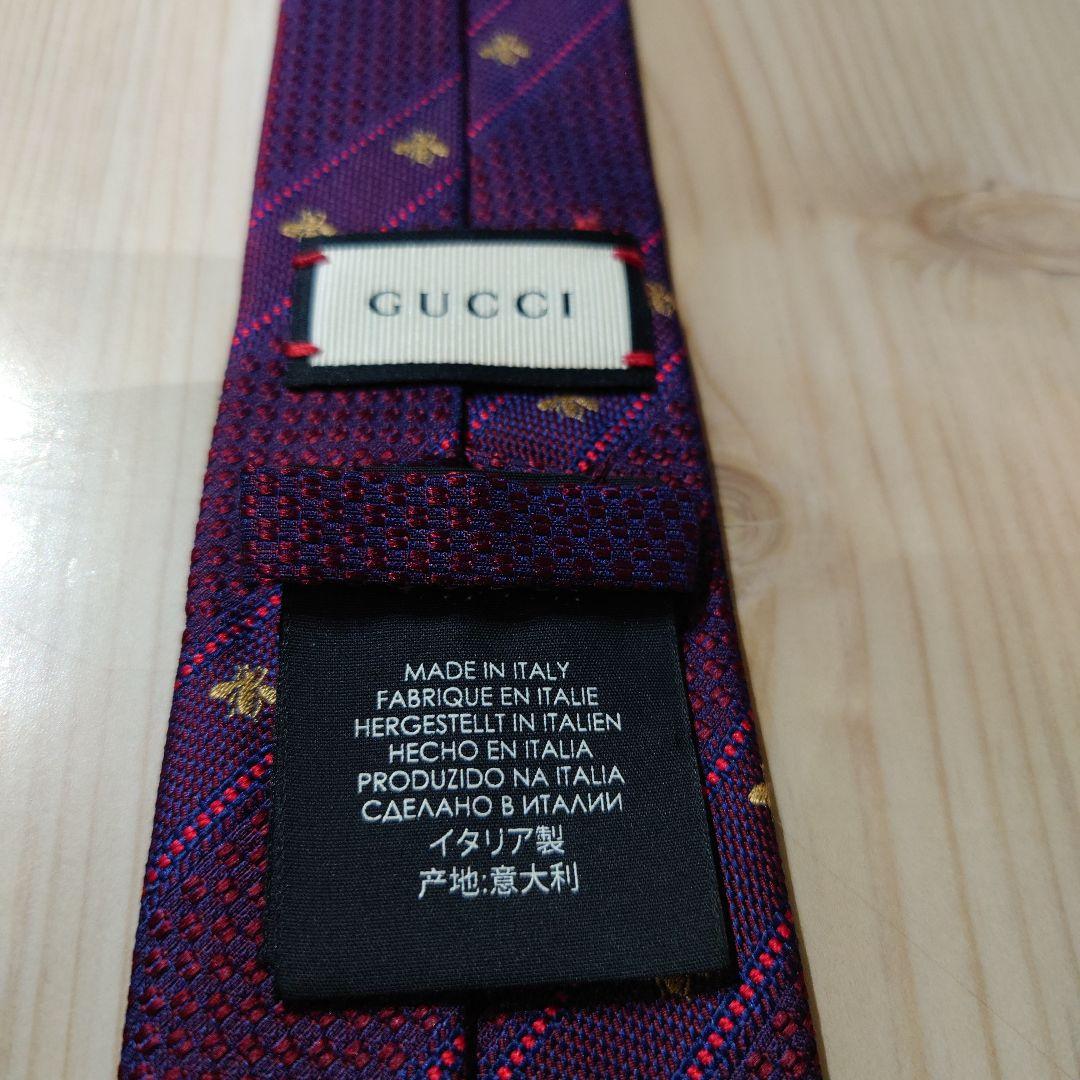 GUCCI
MADE IN ITALY
FABRIQUE EN ITALIE
HERGESTELLT IN ITALIEN
HECHO EN ITALIA
PRODUZIDO NA ITALIA
СДЕЛАНО В ИТАЛИИ
イタリア製
产地:意大利